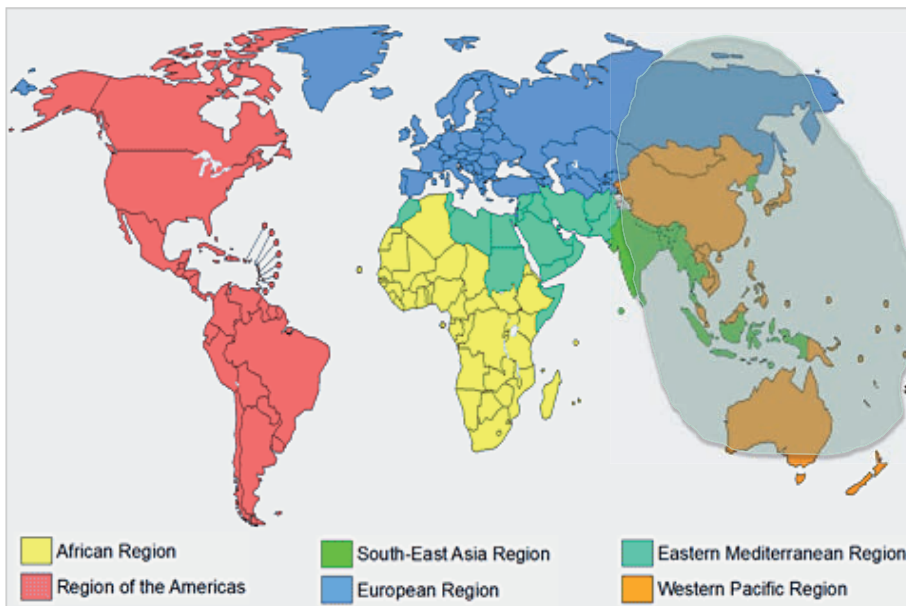 African Region
South-East Asia Region
Eastern Mediterranean Region
Region of the Americas
European Region
Western Pacific Region